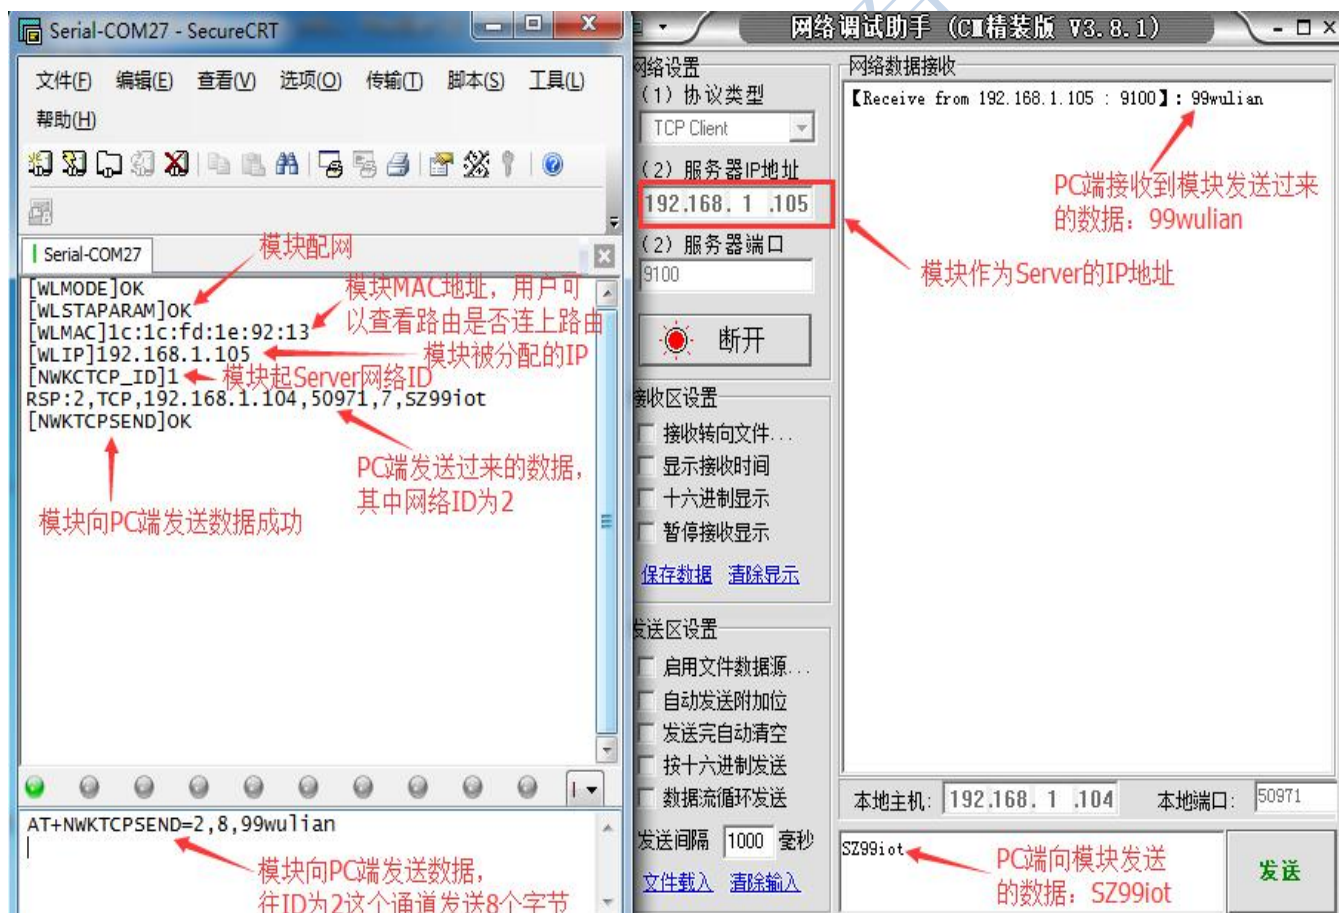 Serial-COM27 - SecureCRT
文件(F) 编辑(E) 查看(V) 选项(O) 传输(T) 脚本(S) 工具(L)
帮助(H)
Serial-COM27
模块配网
[WLMODE]OK
[WLSTAPARAM]OK
[WLMAC]1c:1c:fd:1e:92:13
[WLIP]192.168.1.105
[NWKCTCP_ID]1
RSP:2,TCP,192.168.1.104,50971,7,SZ99iot
[NWKTCPSEND]OK
模块MAC地址，用户可
以查看路由是否连上路由
模块被分配的IP
模块起Server网络ID
PC端发送过来的数据，
其中网络ID为2
模块向PC端发送数据成功
AT+NWKTCPSEND=2,8,99wulian
模块向PC端发送数据，
往ID为2这个通道发送8个字节
网络调试助手 (CⅢ精装版 V3.8.1)
网络设置
(1) 协议类型
TCP Client
(2) 服务器IP地址
192.168. 1 .105
(2) 服务器端口
9100
断开
接收区设置
接收转向文件...
显示接收时间
十六进制显示
暂停接收显示
保存数据 清除显示
发送区设置
启用文件数据源...
自动发送附加位
发送完自动清空
按十六进制发送
数据流循环发送
发送间隔 1000 毫秒
文件载入 清除输入
网络数据接收
【Receive from 192.168.1.105 : 9100】: 99wulian
PC端接收到模块发送过来
的数据：99wulian
模块作为Server的IP地址
本地主机: 192.168. 1 .104 本地端口: 50971
SZ99iot
PC端向模块发送
的数据：SZ99iot
发送